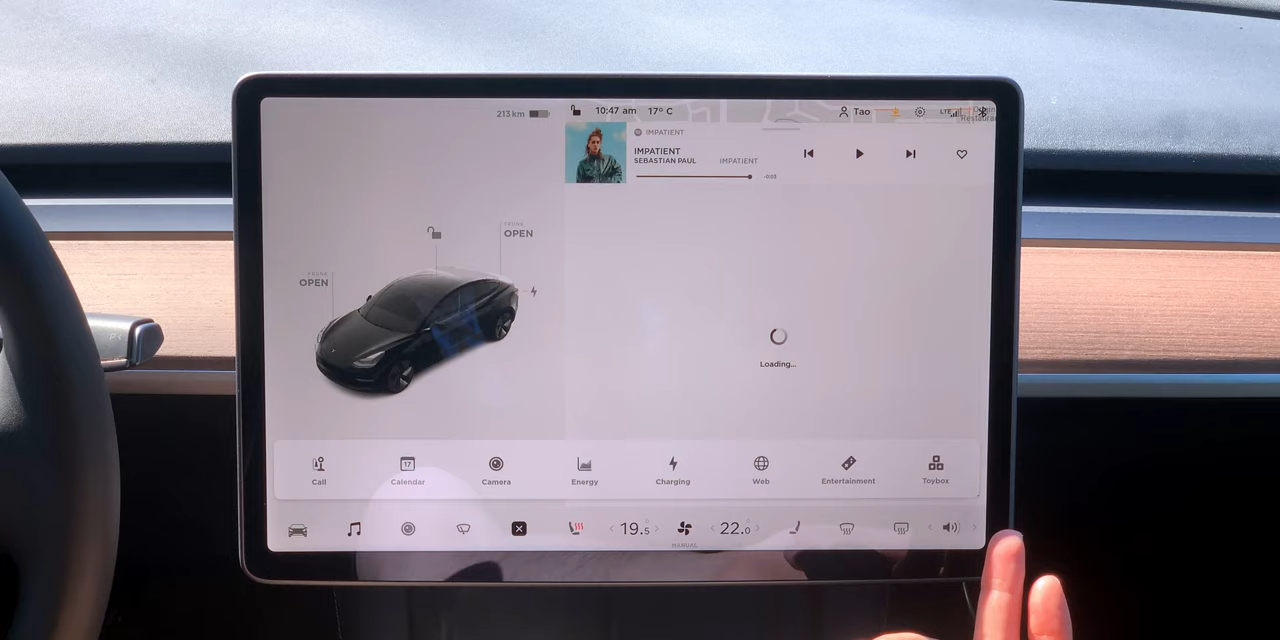 213 km
10:47 am 17° C
Tao
LTE
IMPATIENT
IMPATIENT
SEBASTIAN PAUL IMPATIENT
-0:03
TRUNK
OPEN
FRUNK
OPEN
Loading...
17
Call Calendar Camera Energy Charging Web Entertainment Toybox
19.5 22.0
MANUAL